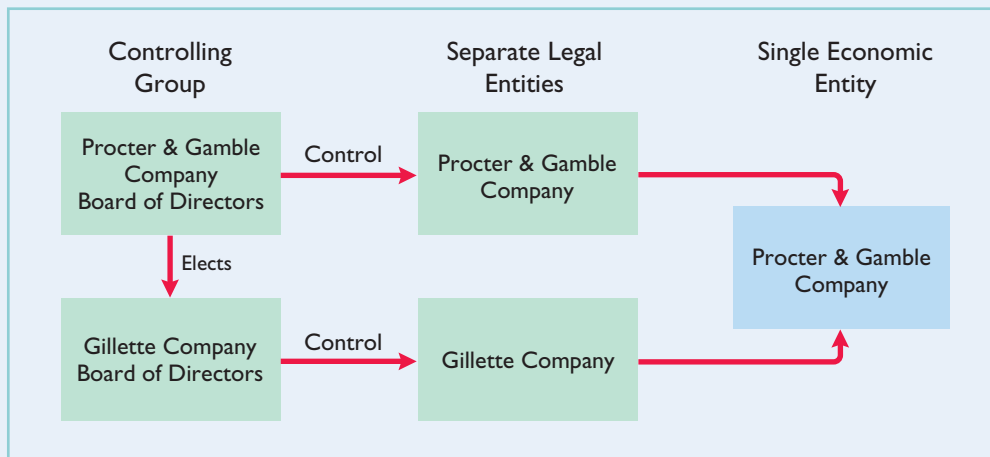 Controlling
Group
Separate Legal
Entities
Single Economic
Entity
Procter & Gamble
Company
Board of Directors
Control
Procter & Gamble
Company
Elects
Procter & Gamble
Company
Gillette Company
Board of Directors
Control
Gillette Company